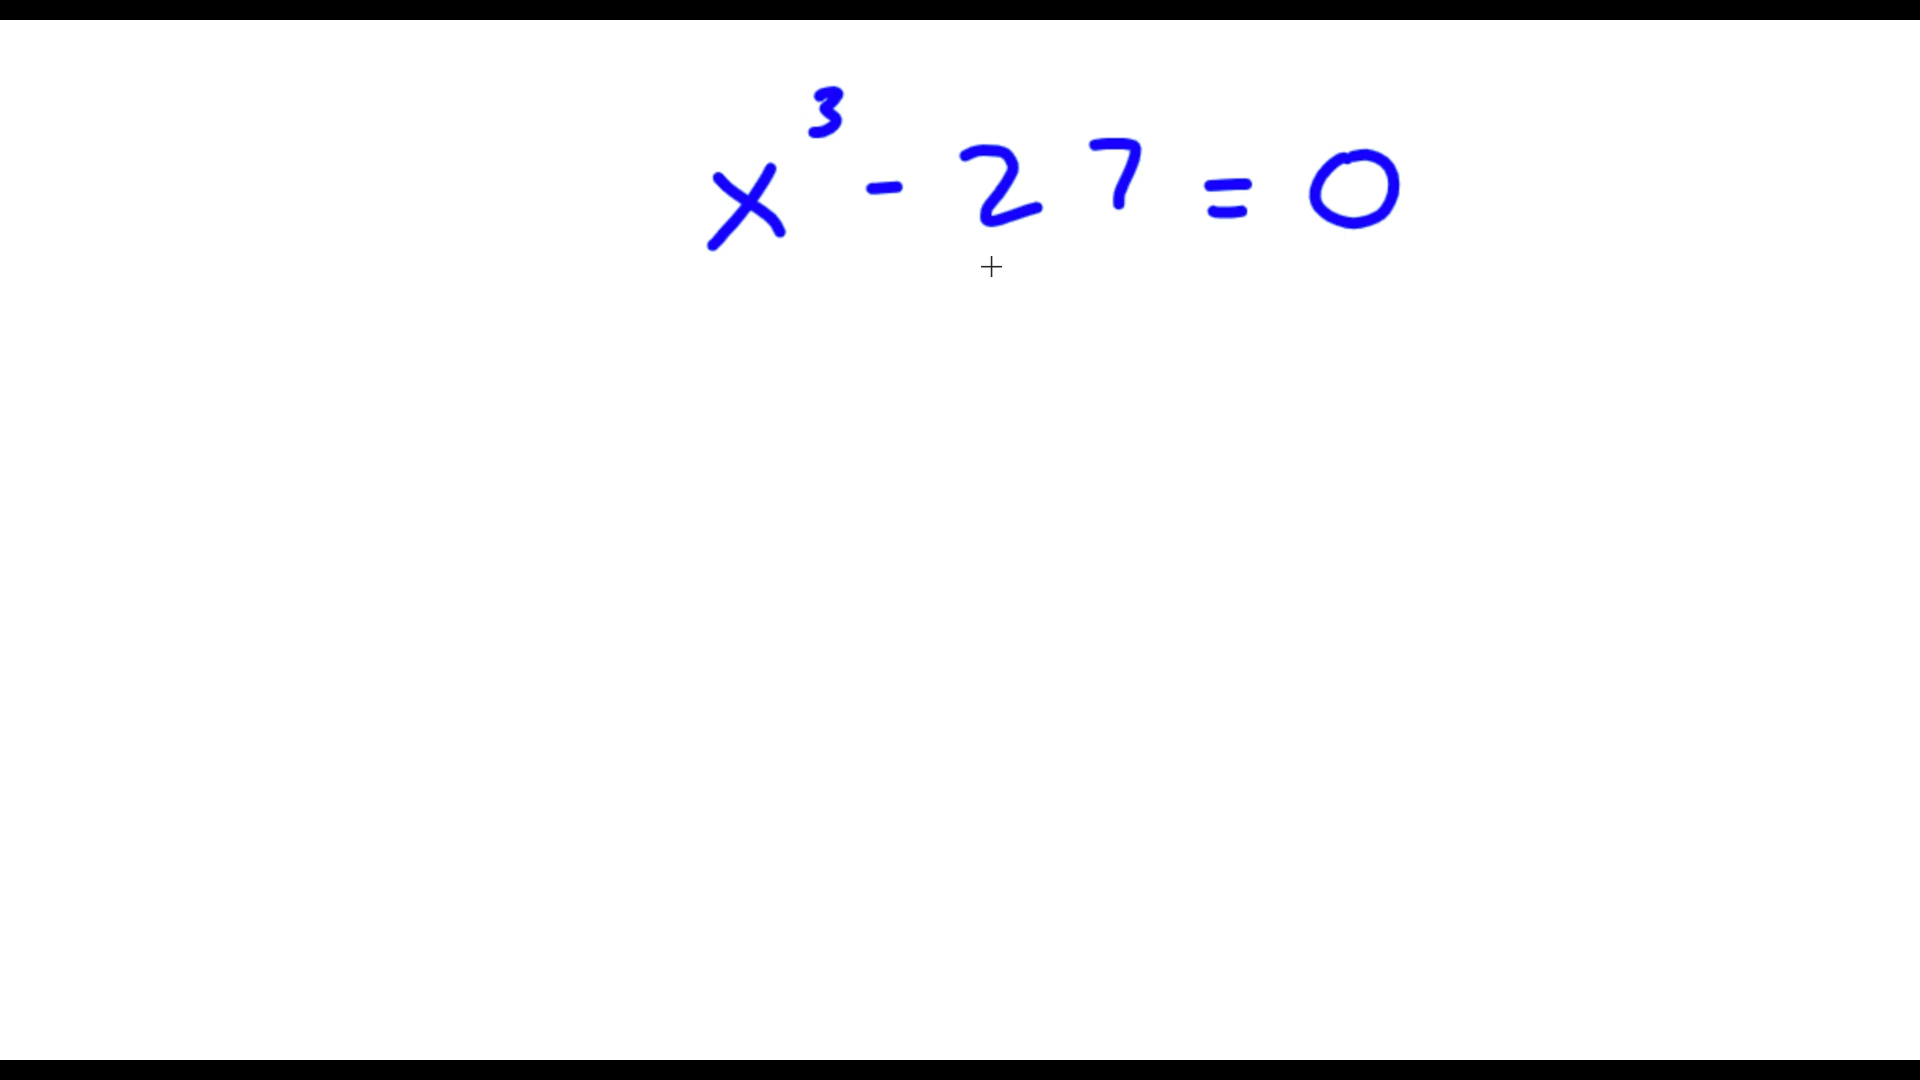 x³ - 27 = 0